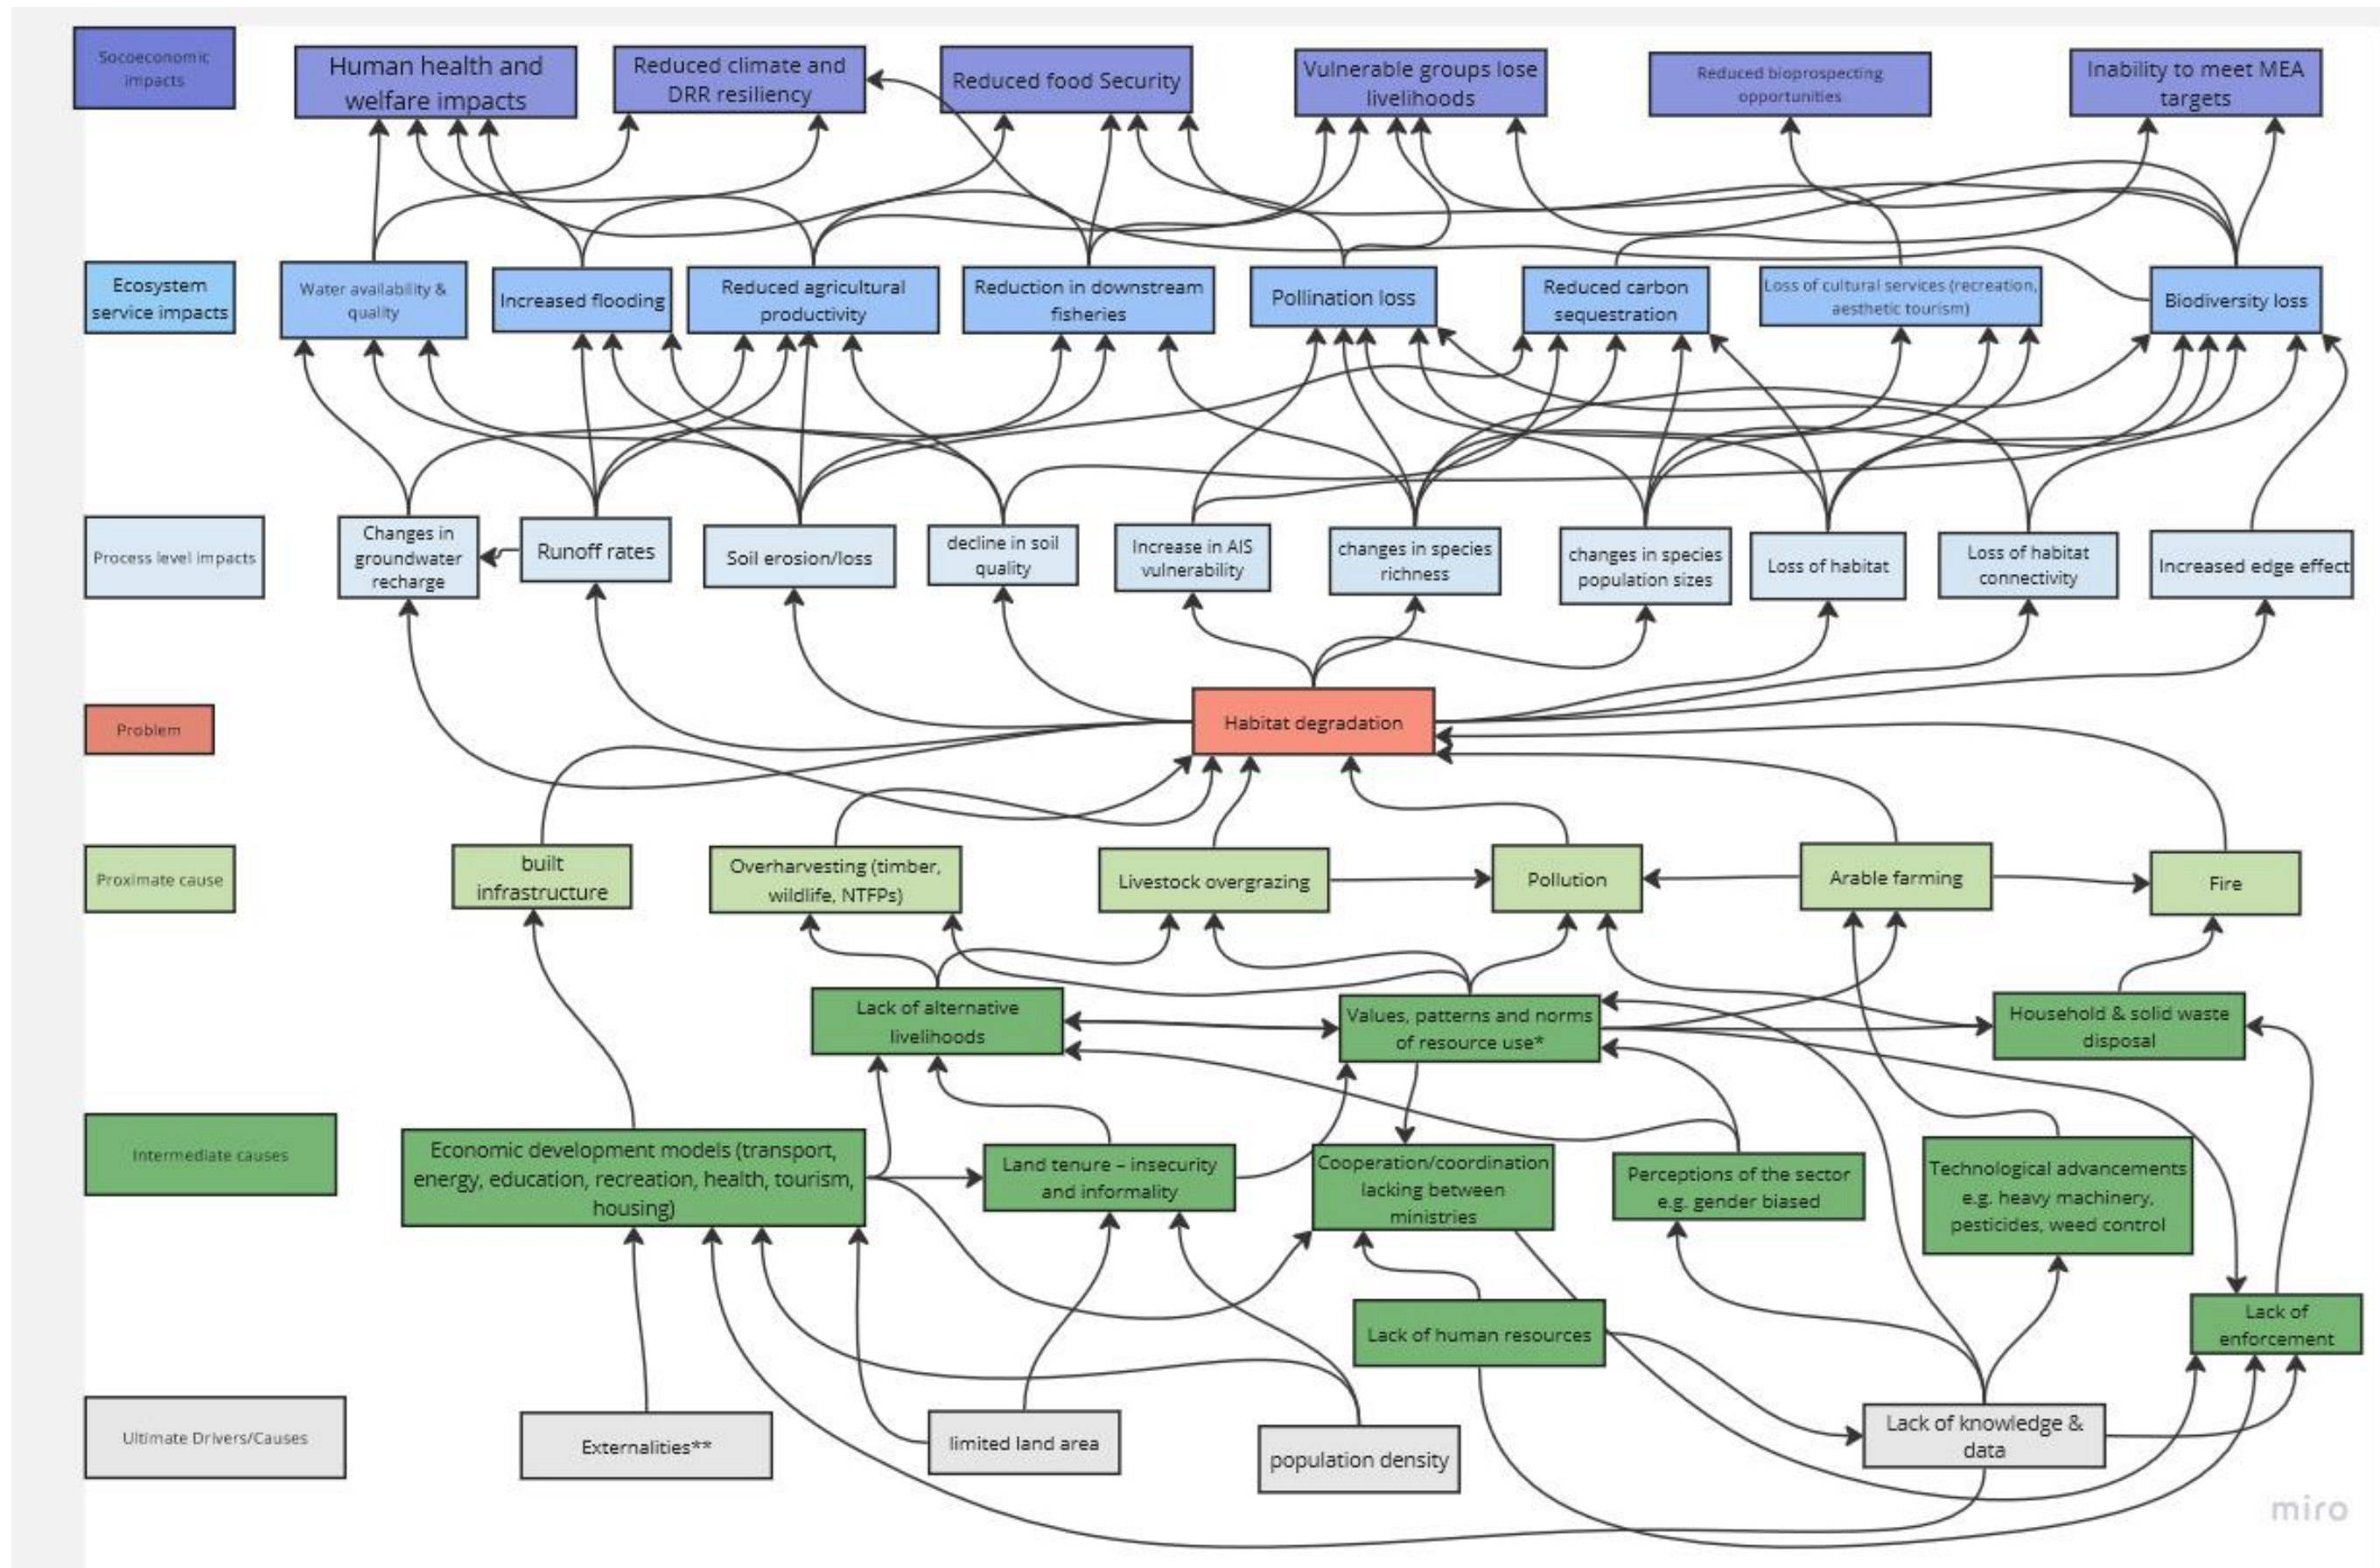 Socoeconomic
impacts
Human health and
welfare impacts
Reduced climate and
DRR resiliency
Reduced food Security
Vulnerable groups lose
livelihoods
Reduced bioprospecting
opportunities
Inability to meet MEA
targets
Ecosystem
service impacts
Water availability &
quality
Increased flooding
Reduced agricultural
productivity
Reduction in downstream
fisheries
Pollination loss
Reduced carbon
sequestration
Loss of cultural services (recreation,
aesthetic tourism)
Biodiversity loss
Process level impacts
Changes in
groundwater
recharge
Runoff rates
Soil erosion/loss
decline in soil
quality
Increase in AIS
vulnerability
changes in species
richness
changes in species
population sizes
Loss of habitat
Loss of habitat
connectivity
Increased edge effect
Problem
Habitat degradation
Proximate cause
built
infrastructure
Overharvesting (timber,
wildlife, NTFPs)
Livestock overgrazing
Pollution
Arable farming
Fire
Lack of alternative
livelihoods
Values, patterns and norms
of resource use*
Household & solid waste
disposal
Intermediate causes
Economic development models (transport,
energy, education, recreation, health, tourism,
housing)
Land tenure – insecurity
and informality
Cooperation/coordination
lacking between
ministries
Perceptions of the sector
e.g. gender biased
Technological advancements
e.g. heavy machinery,
pesticides, weed control
Lack of human resources
Lack of
enforcement
Ultimate Drivers/Causes
Externalities**
limited land area
population density
Lack of knowledge &
data
miro